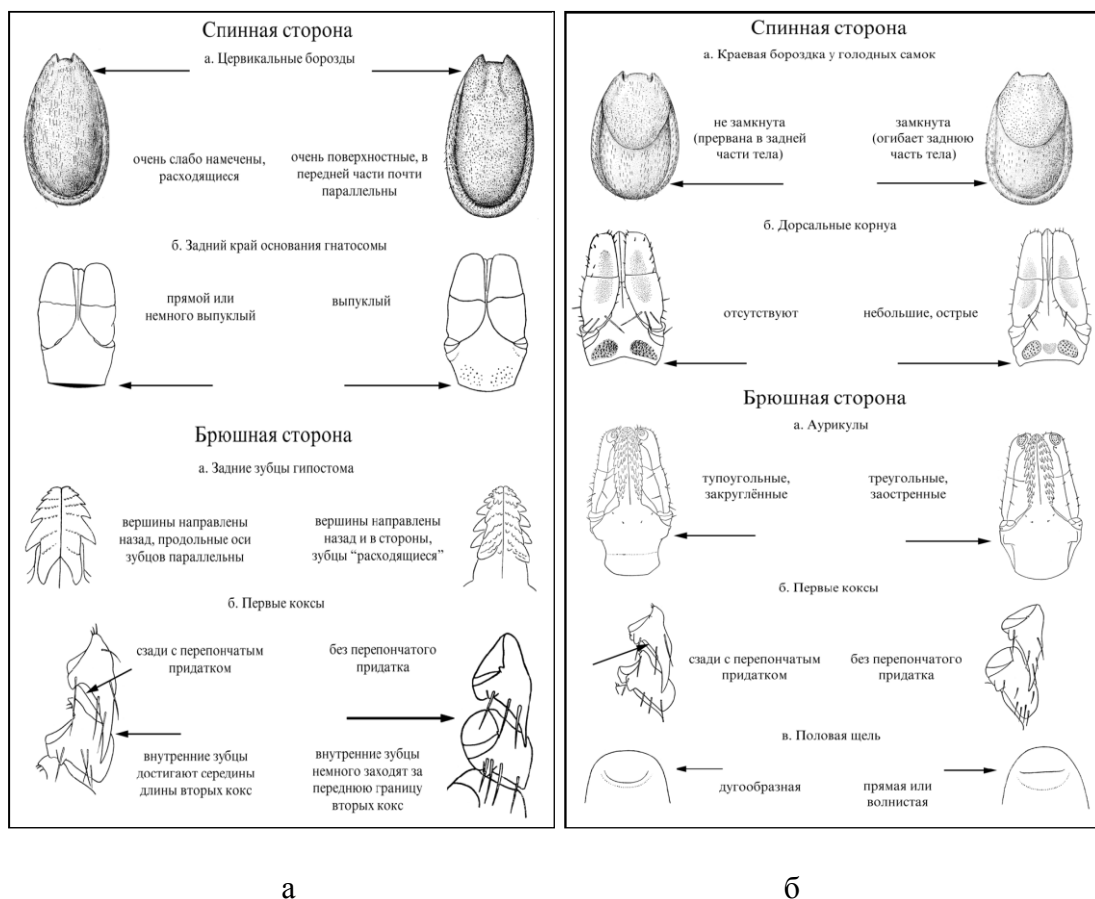 Спинная сторона
а. Цервикальные борозды
очень слабо намечены,
расходящиеся
очень поверхностные, в
передней части почти
параллельны
б. Задний край основания гнатосомы
прямой или
немного выпуклый
выпуклый
Брюшная сторона
а. Задние зубцы гипостома
вершины направлены
назад, продольные оси
зубцов параллельны
вершины направлены
назад и в стороны,
зубцы “расходящиеся”
б. Первые коксы
сзади с перепончатым
придатком
без перепончатого
придатка
внутренние зубцы
достигают середины
длины вторых кокс
внутренние зубцы
немного заходят за
переднюю границу
вторых кокс
Спинная сторона
а. Краевая бороздка у голодных самок
не замкнута
(прервана в задней
части тела)
замкнута
(огибает заднюю
часть тела)
б. Дорсальные корнуа
отсутствуют
небольшие, острые
Брюшная сторона
а. Аурикулы
тупоугольные,
закруглённые
треугольные,
заостренные
б. Первые коксы
сзади с перепончатым
придатком
без перепончатого
придатка
в. Половая щель
дугообразная
прямая или
волнистая
а
б